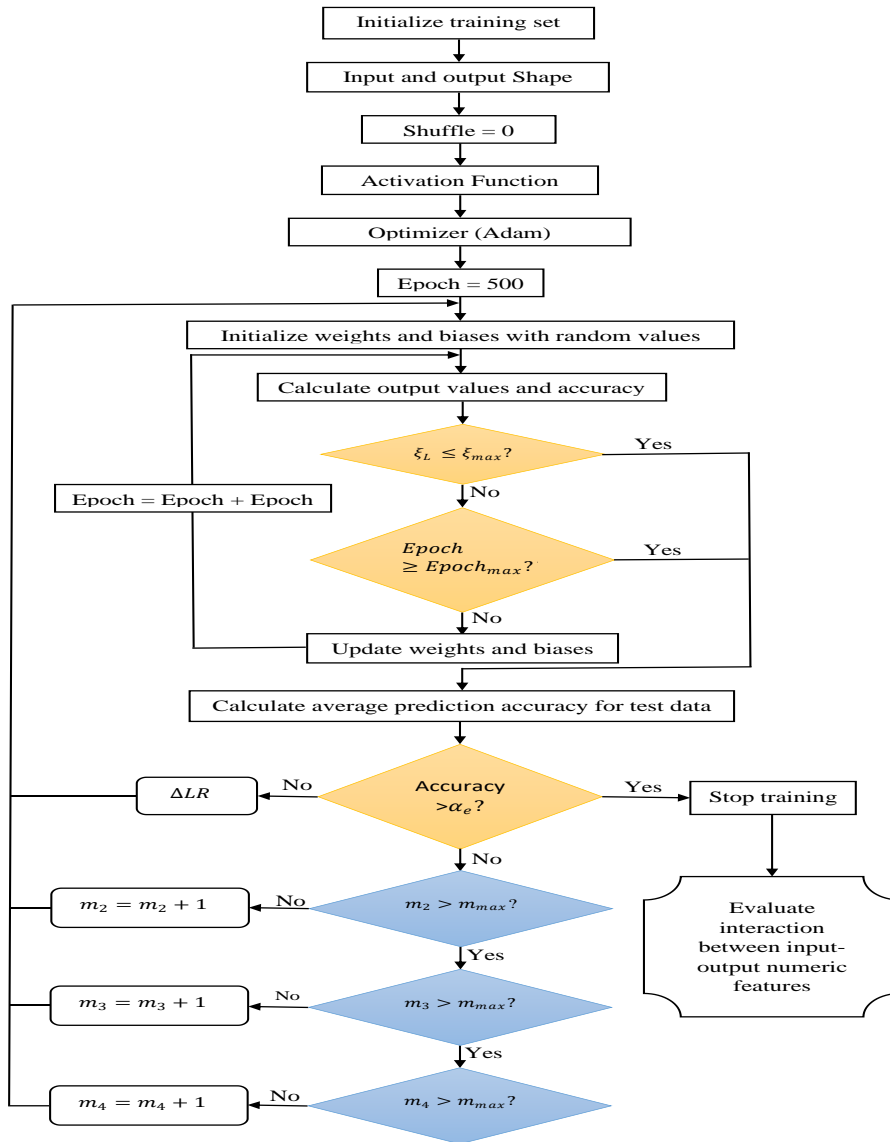 Initialize training set
Input and output Shape
Shuffle = 0
Activation Function
Optimizer (Adam)
Epoch = 500
Initialize weights and biases with random values
Calculate output values and accuracy
ξ_L ≤ ξ_max?
Yes
No
Epoch = Epoch + Epoch
Epoch
≥ Epoch_max?
Yes
No
Update weights and biases
Calculate average prediction accuracy for test data
Accuracy
>α_e?
No
ΔLR
Yes
Stop training
No
Evaluate
interaction
between input-
output numeric
features
m_2 > m_max?
No
m_2 = m_2 + 1
Yes
m_3 > m_max?
No
m_3 = m_3 + 1
Yes
m_4 > m_max?
No
m_4 = m_4 + 1